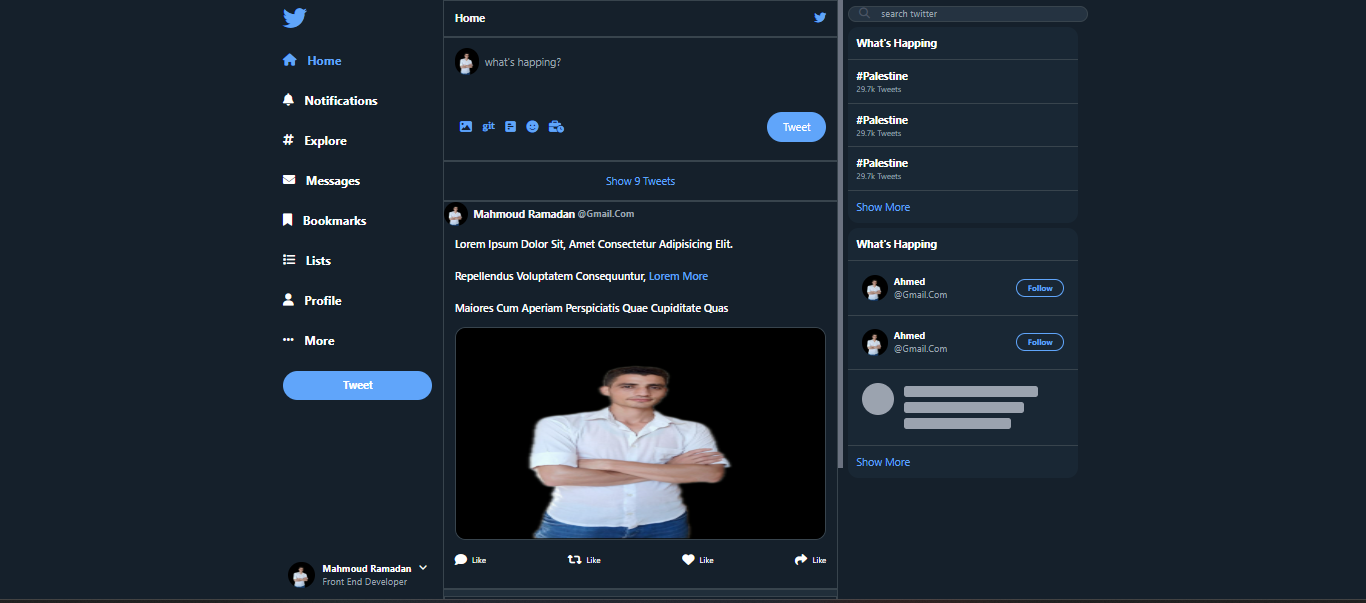 Home
Notifications
Explore
Messages
Bookmarks
Lists
Profile
More
Tweet
Mahmoud Ramadan
Front End Developer
Home
what's happing?
git
Tweet
Show 9 Tweets
Mahmoud Ramadan @Gmail.Com
Lorem Ipsum Dolor Sit, Amet Consectetur Adipisicing Elit.
Repellendus Voluptatem Consequuntur, Lorem More
Maiores Cum Aperiam Perspiciatis Quae Cupiditate Quas
Like Like Like Like
search twitter
What's Happing
#Palestine
29.7k Tweets
#Palestine
29.7k Tweets
#Palestine
29.7k Tweets
Show More
What's Happing
Ahmed
@Gmail.Com
Follow
Ahmed
@Gmail.Com
Follow
Show More